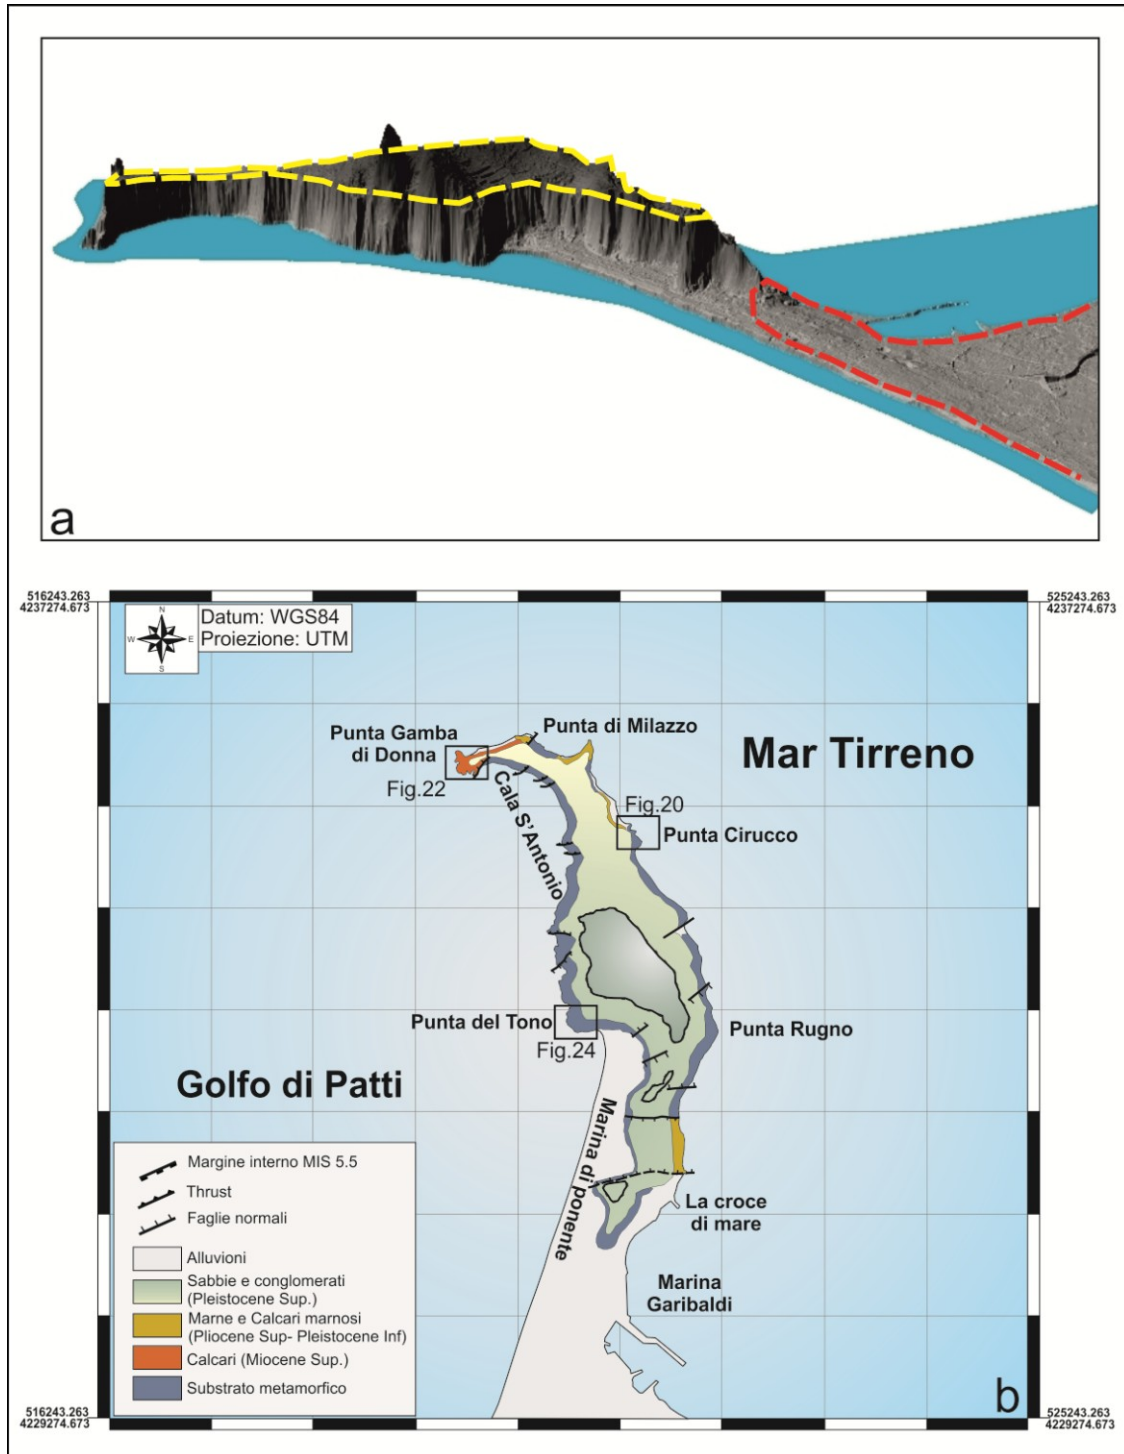 a
516243.263
4237274.673
525243.263
4237274.673
N
W
E
S
Datum: WGS84
Proiezione: UTM
Punta Gamba
di Donna
Punta di Milazzo
Mar Tirreno
Fig.22
Cala S'Antonio
Fig.20
Punta Cirucco
Punta del Tono
Fig.24
Punta Rugno
Golfo di Patti
Marina di ponente
La croce
di mare
Marina
Garibaldi
Margine interno MIS 5.5
Thrust
Faglie normali
Alluvioni
Sabbie e conglomerati
(Pleistocene Sup.)
Marne e Calcari marnosi
(Pliocene Sup- Pleistocene Inf)
Calcari (Miocene Sup.)
Substrato metamorfico
b
516243.263
4229274.673
525243.263
4229274.673